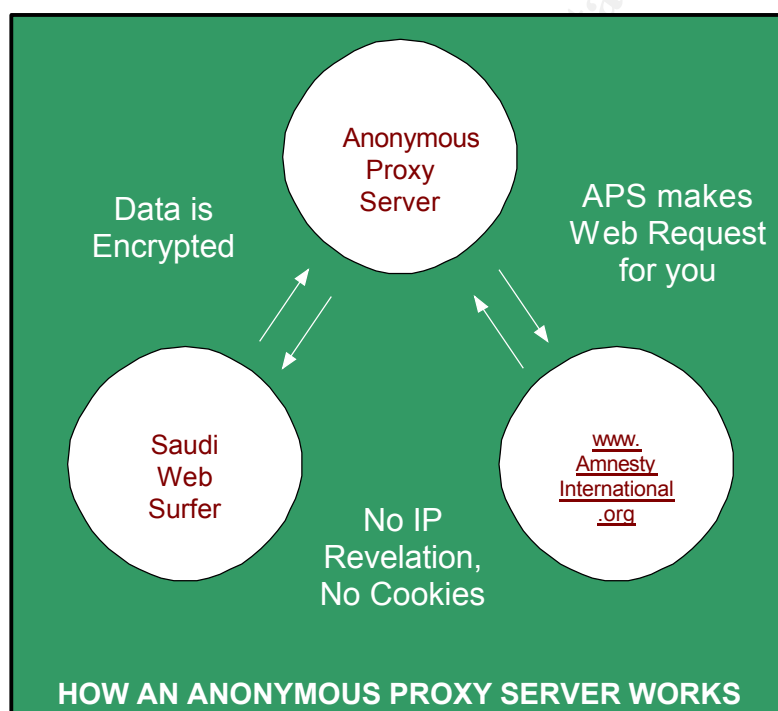 Anonymous
Proxy
Server
Data is
Encrypted
APS makes
Web Request
for you
Saudi
Web
Surfer
www.
Amnesty
International
.org
No IP
Revelation,
No Cookies
HOW AN ANONYMOUS PROXY SERVER WORKS